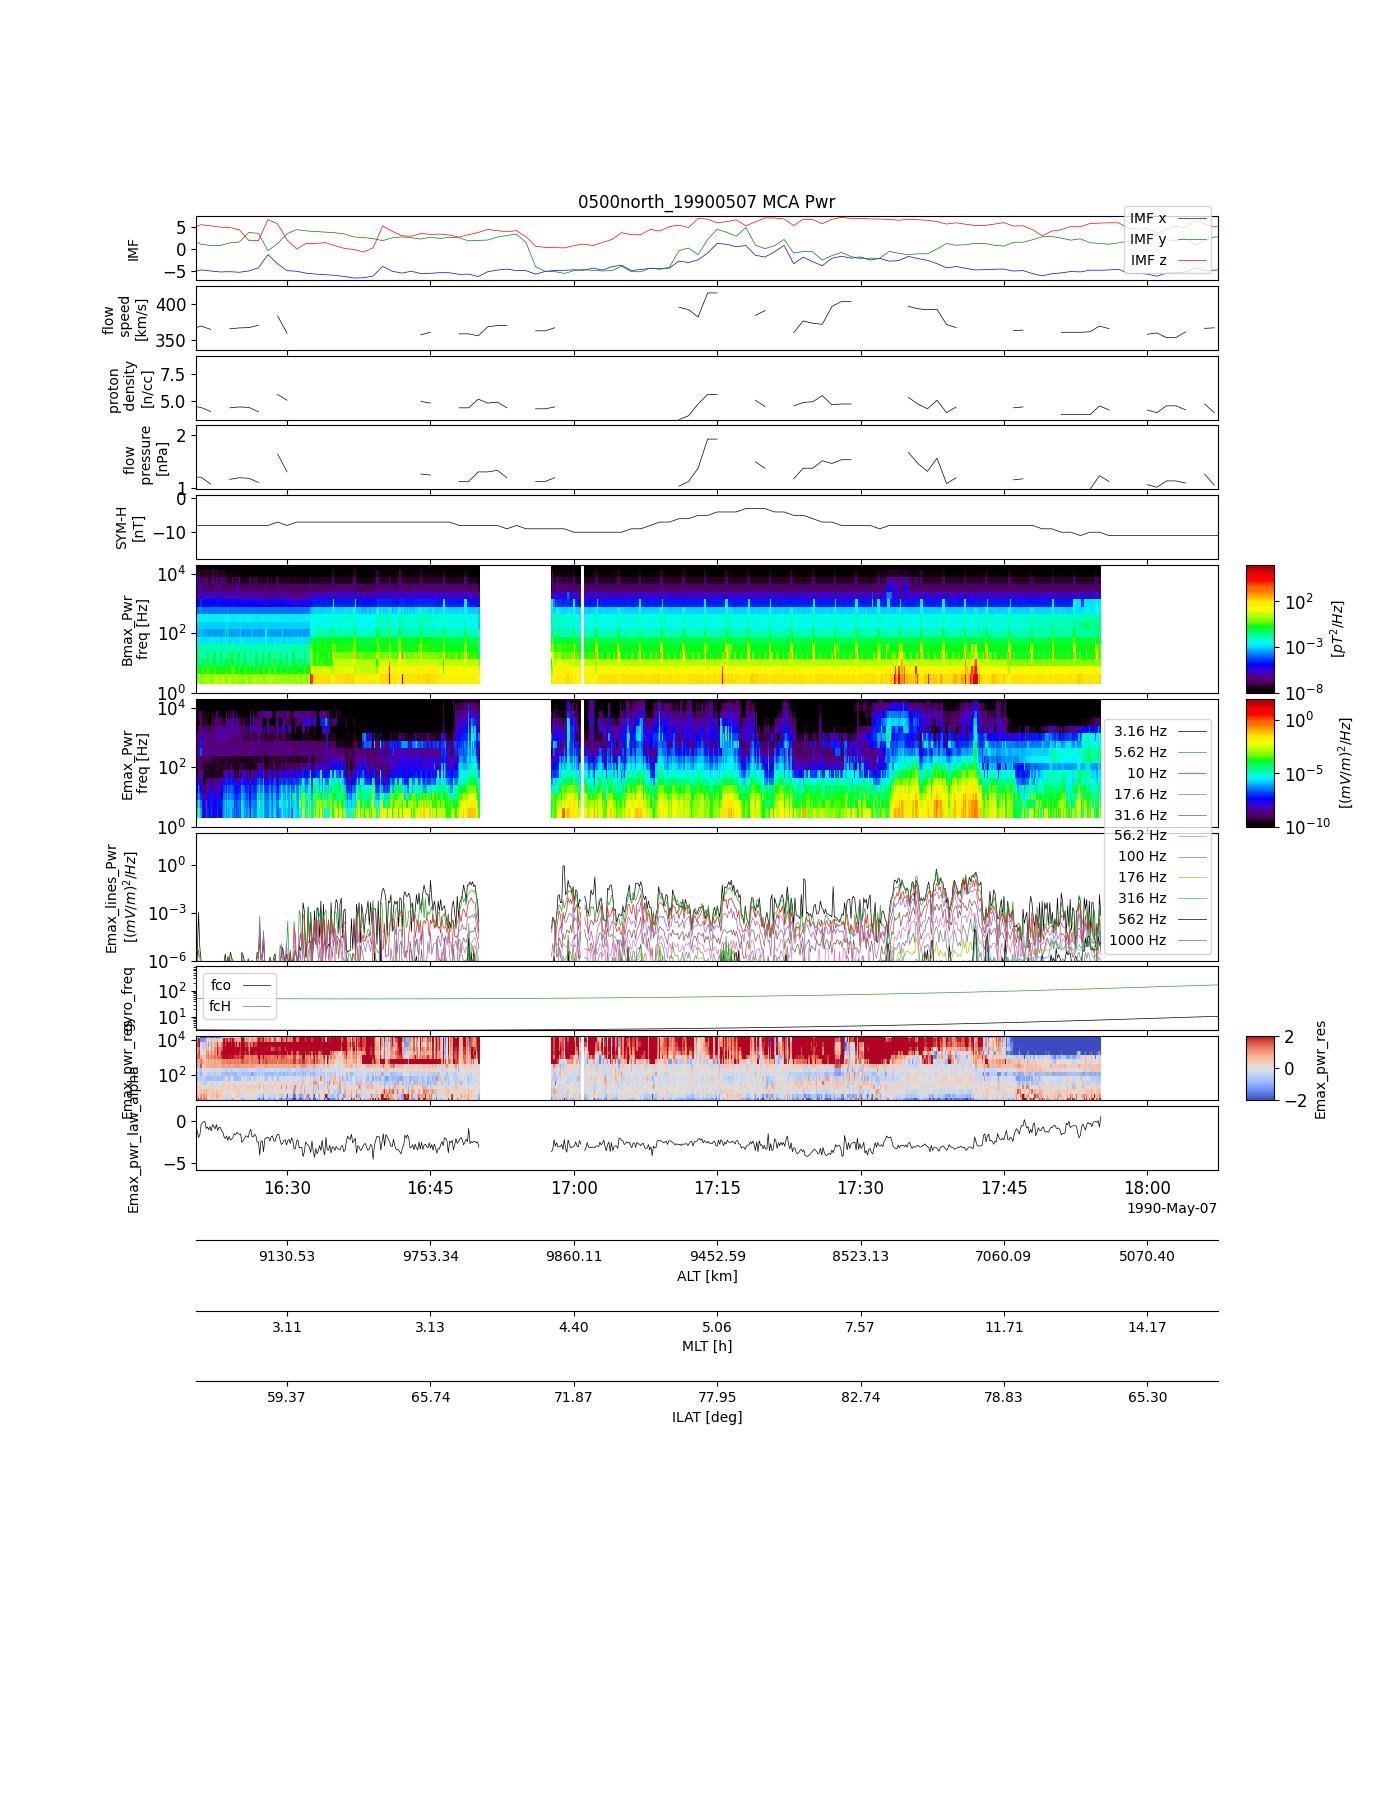 0500north_19900507 MCA Pwr
5
0
−5
IMF
IMF x
IMF y
IMF z
400
350
flow
speed
[km/s]
7.5
5.0
proton
density
[n/cc]
2
1
flow
pressure
[nPa]
0
−10
SYM-H
[nT]
10^4
10^2
10^0
Bmax_Pwr
freq [Hz]
10^2
10^−3
10^−8
[pT^2/Hz]
10^4
10^2
10^0
Emax_Pwr
freq [Hz]
10^0
10^−5
10^−10
[(mV/m)^2/Hz]
3.16 Hz
5.62 Hz
10 Hz
17.6 Hz
31.6 Hz
56.2 Hz
100 Hz
176 Hz
316 Hz
562 Hz
1000 Hz
10^0
10^−3
10^−6
Emax_lines_Pwr
[(mV/m)^2/Hz]
10^2
10^1
gyro_freq
fco
fcH
10^4
10^2
Emax_pwr_res
2
0
−2
Emax_pwr_res
0
−5
Emax_pwr_law_alpha
16:30 16:45 17:00 17:15 17:30 17:45 18:00
1990-May-07
9130.53 9753.34 9860.11 9452.59 8523.13 7060.09 5070.40
ALT [km]
3.11 3.13 4.40 5.06 7.57 11.71 14.17
MLT [h]
59.37 65.74 71.87 77.95 82.74 78.83 65.30
ILAT [deg]